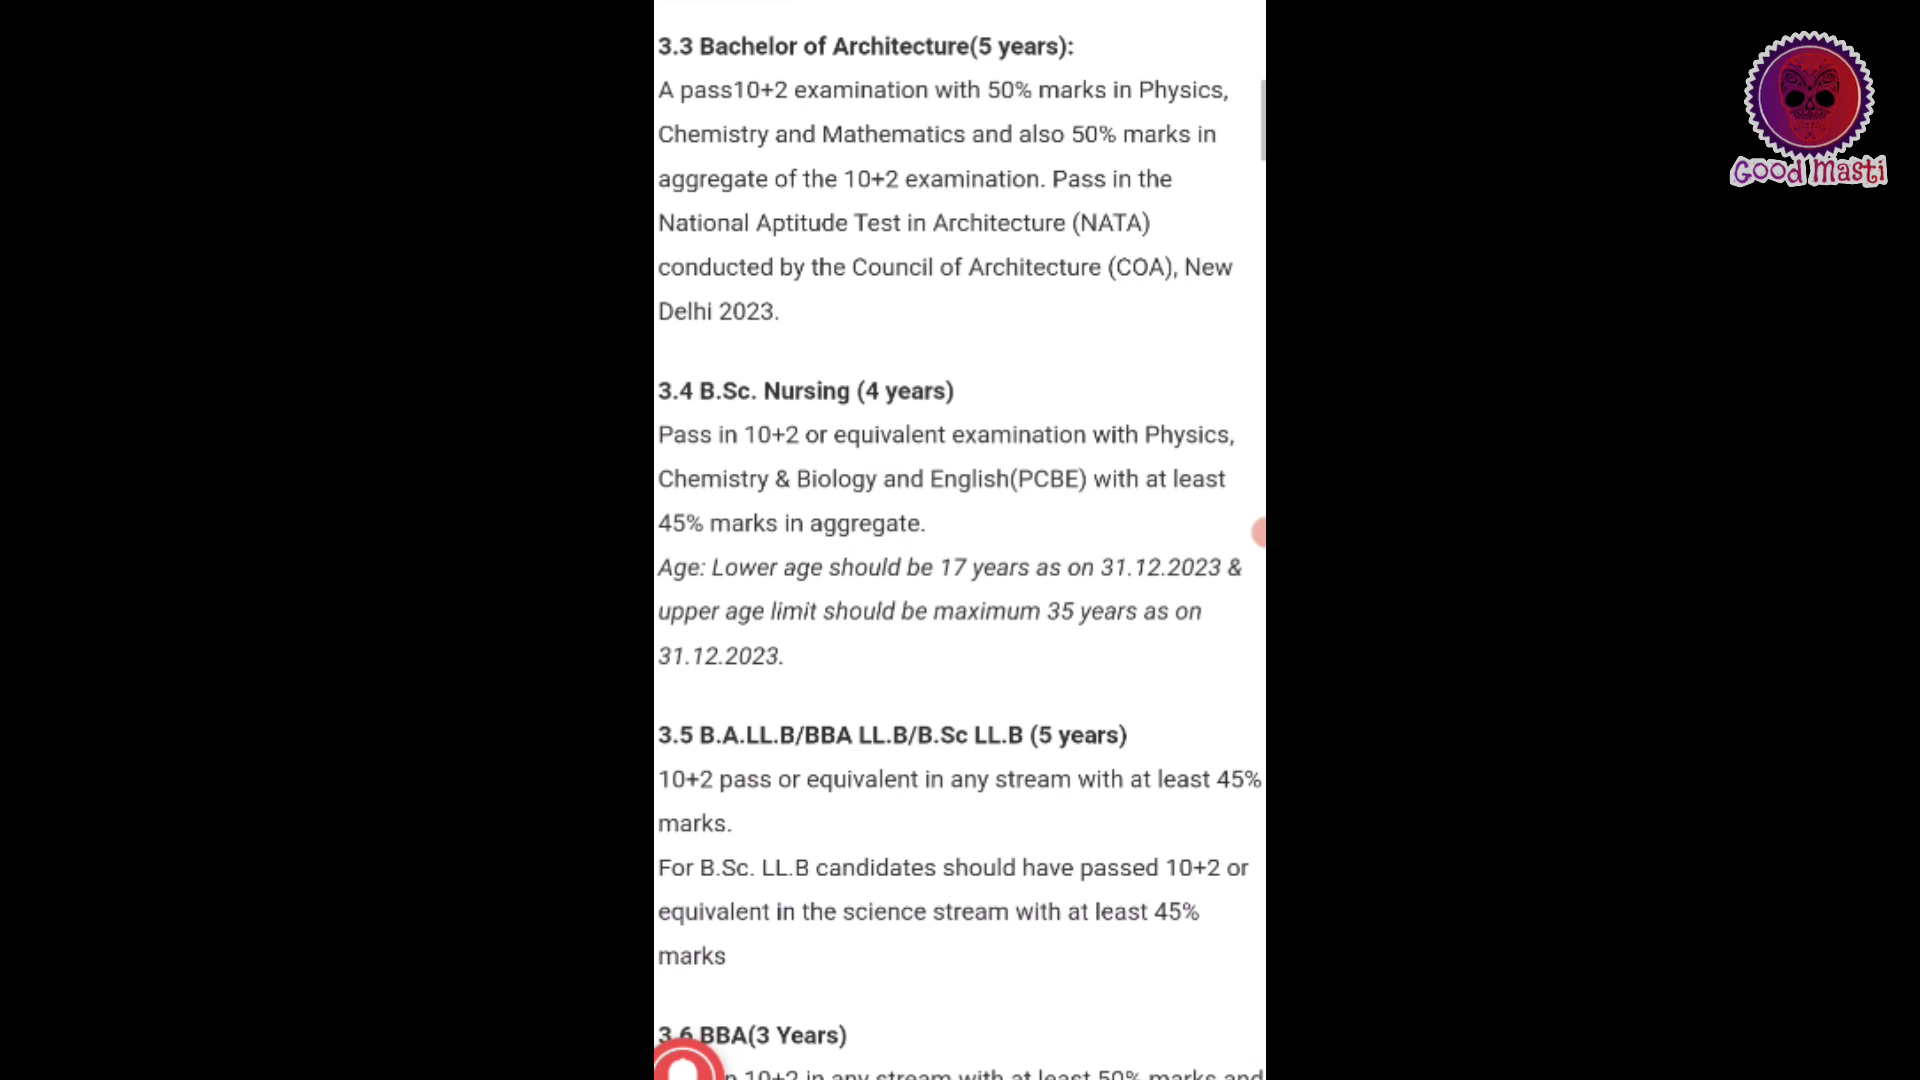 3.3 Bachelor of Architecture(5 years):
A pass10+2 examination with 50% marks in Physics,
Chemistry and Mathematics and also 50% marks in
aggregate of the 10+2 examination. Pass in the
National Aptitude Test in Architecture (NATA)
conducted by the Council of Architecture (COA), New
Delhi 2023.
3.4 B.Sc. Nursing (4 years)
Pass in 10+2 or equivalent examination with Physics,
Chemistry & Biology and English(PCBE) with at least
45% marks in aggregate.
Age: Lower age should be 17 years as on 31.12.2023 &
upper age limit should be maximum 35 years as on
31.12.2023.
3.5 B.A.LL.B/BBA LL.B/B.Sc LL.B (5 years)
10+2 pass or equivalent in any stream with at least 45%
marks.
For B.Sc. LL.B candidates should have passed 10+2 or
equivalent in the science stream with at least 45%
marks
3.6 BBA(3 Years)
10+2 in any stream with at least 50% marks and
Good Masti